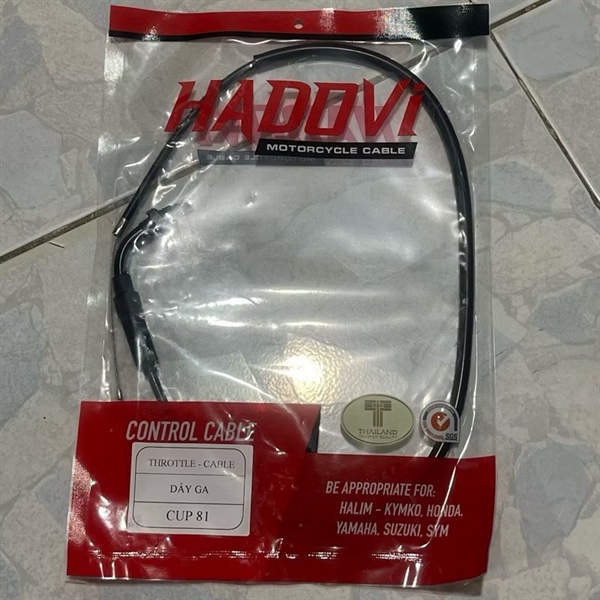 HADOVi
MOTORCYCLE CABLE
CONTROL CABLE
THROTTLE - CABLE
DÂY GA
CUP 81
THAILAND
SGS
BE APPROPRIATE FOR:
HALIM - KYMKO, HONDA,
YAMAHA, SUZUKI, SYM